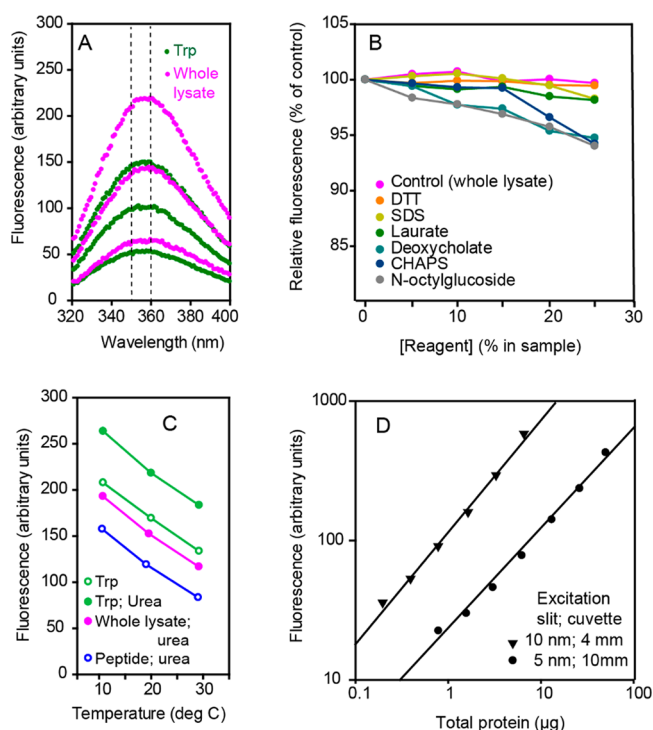 A
Trp
Whole
lysate
Fluorescence (arbitrary units)
300
250
200
150
100
50
0
320
340
360
380
400
Wavelength (nm)
B
Relative fluorescence (% of control)
105
100
95
90
85
Control (whole lysate)
DTT
SDS
Laurate
Deoxycholate
CHAPS
N-octylglucoside
0
5
10
15
20
25
30
[Reagent] (% in sample)
C
Fluorescence (arbitrary units)
300
250
200
150
100
50
0
Trp
Trp; Urea
Whole lysate;
urea
Peptide; urea
10
20
30
Temperature (deg C)
D
Fluorescence (arbitrary units)
1000
100
10
Excitation
slit; cuvette
10 nm; 4 mm
5 nm; 10mm
0.1
1
10
100
Total protein (µg)